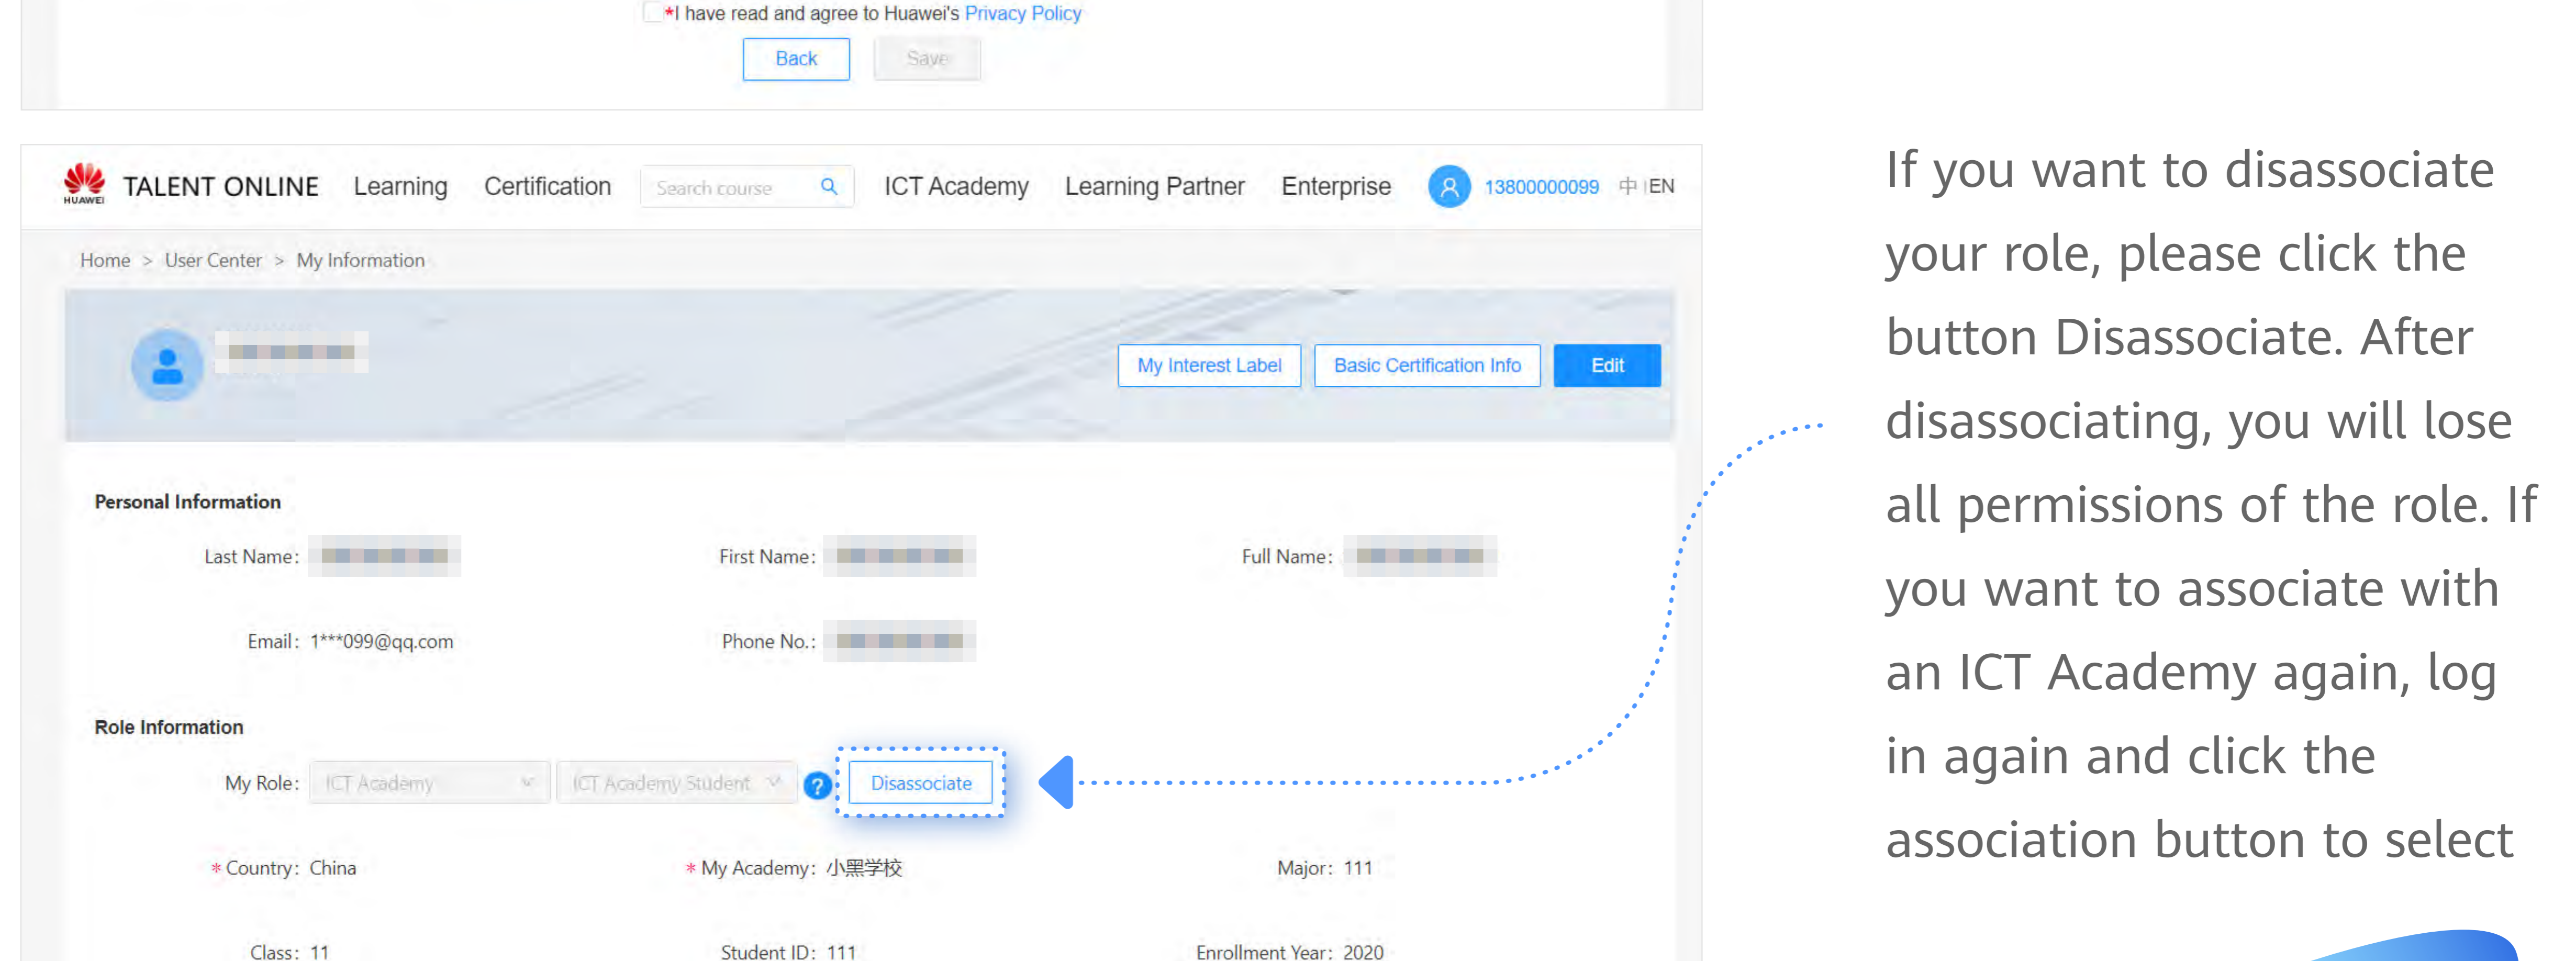 *I have read and agree to Huawei's Privacy Policy
Back Save
HUAWEI TALENT ONLINE Learning Certification Search course ICT Academy Learning Partner Enterprise 13800000099 中 | EN
Home > User Center > My Information
My Interest Label Basic Certification Info Edit
Personal Information
Last Name: First Name: Full Name:
Email: 1***099@qq.com Phone No.:
Role Information
My Role: ICT Academy ICT Academy Student ? Disassociate
* Country: China * My Academy: 小黑学校 Major: 111
Class: 11 Student ID: 111 Enrollment Year: 2020
If you want to disassociate
your role, please click the
button Disassociate. After
disassociating, you will lose
all permissions of the role. If
you want to associate with
an ICT Academy again, log
in again and click the
association button to select